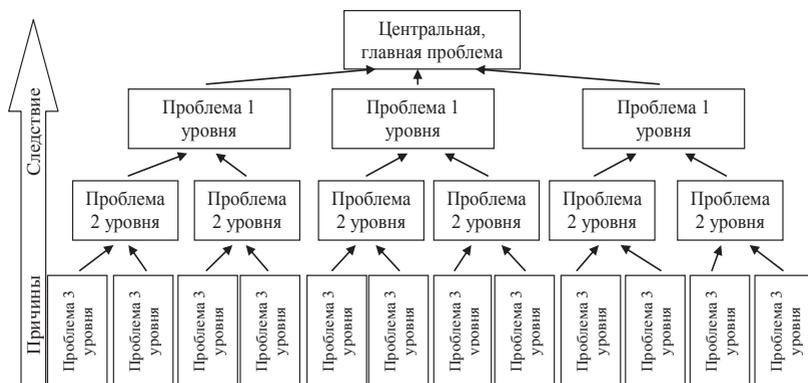 Центральная,
главная проблема
Проблема 1
уровня
Проблема 1
уровня
Проблема 1
уровня
Следствие
Проблема
2 уровня
Проблема
2 уровня
Проблема
2 уровня
Проблема
2 уровня
Проблема
2 уровня
Проблема
2 уровня
Причины
Проблема 3
уровня
Проблема 3
уровня
Проблема 3
уровня
Проблема 3
уровня
Проблема 3
уровня
Проблема 3
уровня
Проблема 3
уровня
Проблема 3
уровня
Проблема 3
уровня
Проблема 3
уровня
Проблема 3
уровня
Проблема 3
уровня